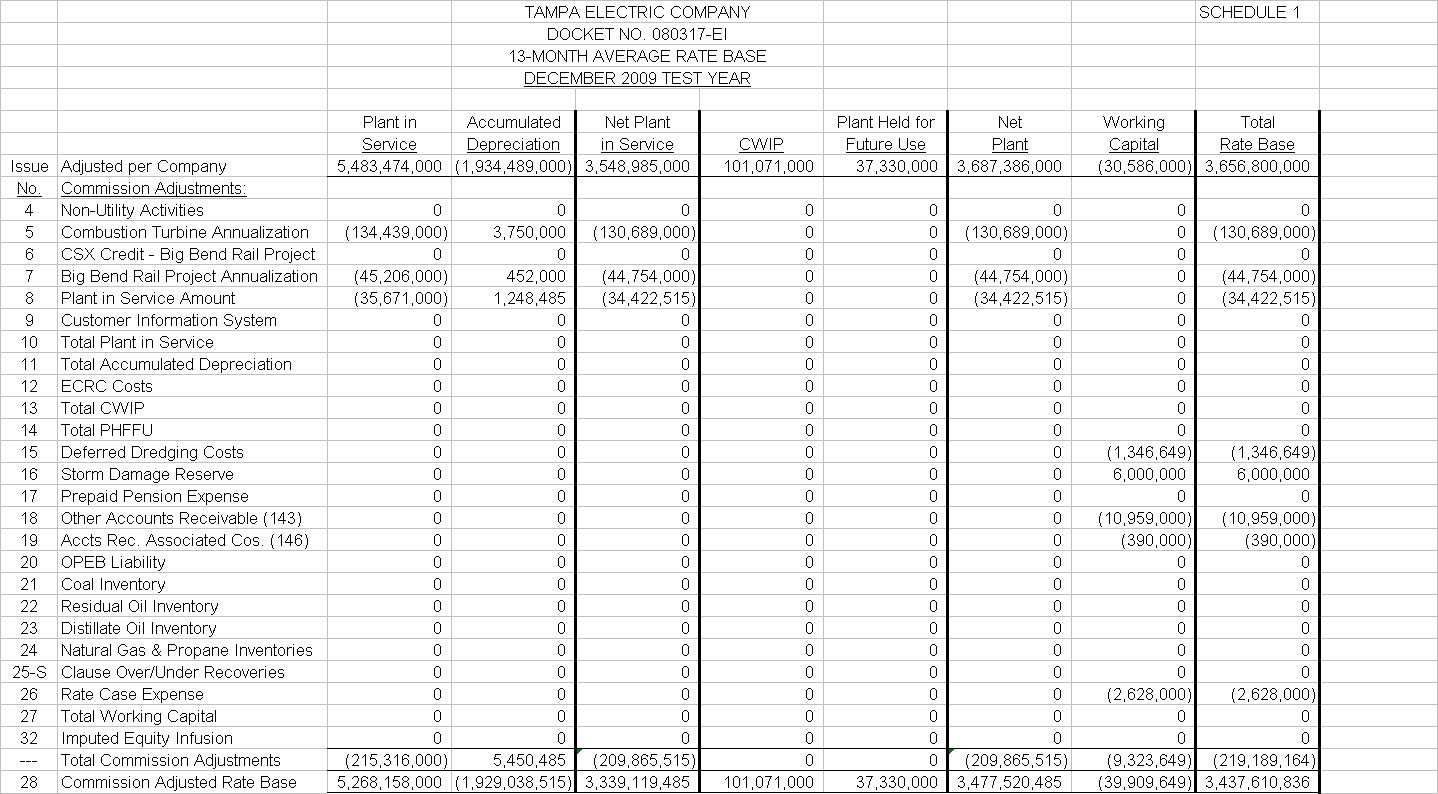 TAMPA ELECTRIC COMPANY SCHEDULE 1
DOCKET NO. 080317-EI
13-MONTH AVERAGE RATE BASE
DECEMBER 2009 TEST YEAR
Plant in Accumulated Net Plant Plant Held for Net Working Total
Service Depreciation in Service CWIP Future Use Plant Capital Rate Base
Issue Adjusted per Company 5,483,474,000 (1,934,489,000) 3,548,985,000 101,071,000 37,330,000 3,687,386,000 (30,586,000) 3,656,800,000
No. Commission Adjustments:
4 Non-Utility Activities 0 0 0 0 0 0 0 0
5 Combustion Turbine Annualization (134,439,000) 3,750,000 (130,689,000) 0 0 (130,689,000) 0 (130,689,000)
6 CSX Credit - Big Bend Rail Project 0 0 0 0 0 0 0 0
7 Big Bend Rail Project Annualization (45,206,000) 452,000 (44,754,000) 0 0 (44,754,000) 0 (44,754,000)
8 Plant in Service Amount (35,671,000) 1,248,485 (34,422,515) 0 0 (34,422,515) 0 (34,422,515)
9 Customer Information System 0 0 0 0 0 0 0 0
10 Total Plant in Service 0 0 0 0 0 0 0 0
11 Total Accumulated Depreciation 0 0 0 0 0 0 0 0
12 ECRC Costs 0 0 0 0 0 0 0 0
13 Total CWIP 0 0 0 0 0 0 0 0
14 Total PHFFU 0 0 0 0 0 0 0 0
15 Deferred Dredging Costs 0 0 0 0 0 0 (1,346,649) (1,346,649)
16 Storm Damage Reserve 0 0 0 0 0 0 6,000,000 6,000,000
17 Prepaid Pension Expense 0 0 0 0 0 0 0 0
18 Other Accounts Receivable (143) 0 0 0 0 0 0 (10,959,000) (10,959,000)
19 Accts Rec. Associated Cos. (146) 0 0 0 0 0 0 (390,000) (390,000)
20 OPEB Liability 0 0 0 0 0 0 0 0
21 Coal Inventory 0 0 0 0 0 0 0 0
22 Residual Oil Inventory 0 0 0 0 0 0 0 0
23 Distillate Oil Inventory 0 0 0 0 0 0 0 0
24 Natural Gas & Propane Inventories 0 0 0 0 0 0 0 0
25-S Clause Over/Under Recoveries 0 0 0 0 0 0 0 0
26 Rate Case Expense 0 0 0 0 0 0 (2,628,000) (2,628,000)
27 Total Working Capital 0 0 0 0 0 0 0 0
32 Imputed Equity Infusion 0 0 0 0 0 0 0 0
--- Total Commission Adjustments (215,316,000) 5,450,485 (209,865,515) 0 0 (209,865,515) (9,323,649) (219,189,164)
28 Commission Adjusted Rate Base 5,268,158,000 (1,929,038,515) 3,339,119,485 101,071,000 37,330,000 3,477,520,485 (39,909,649) 3,437,610,836